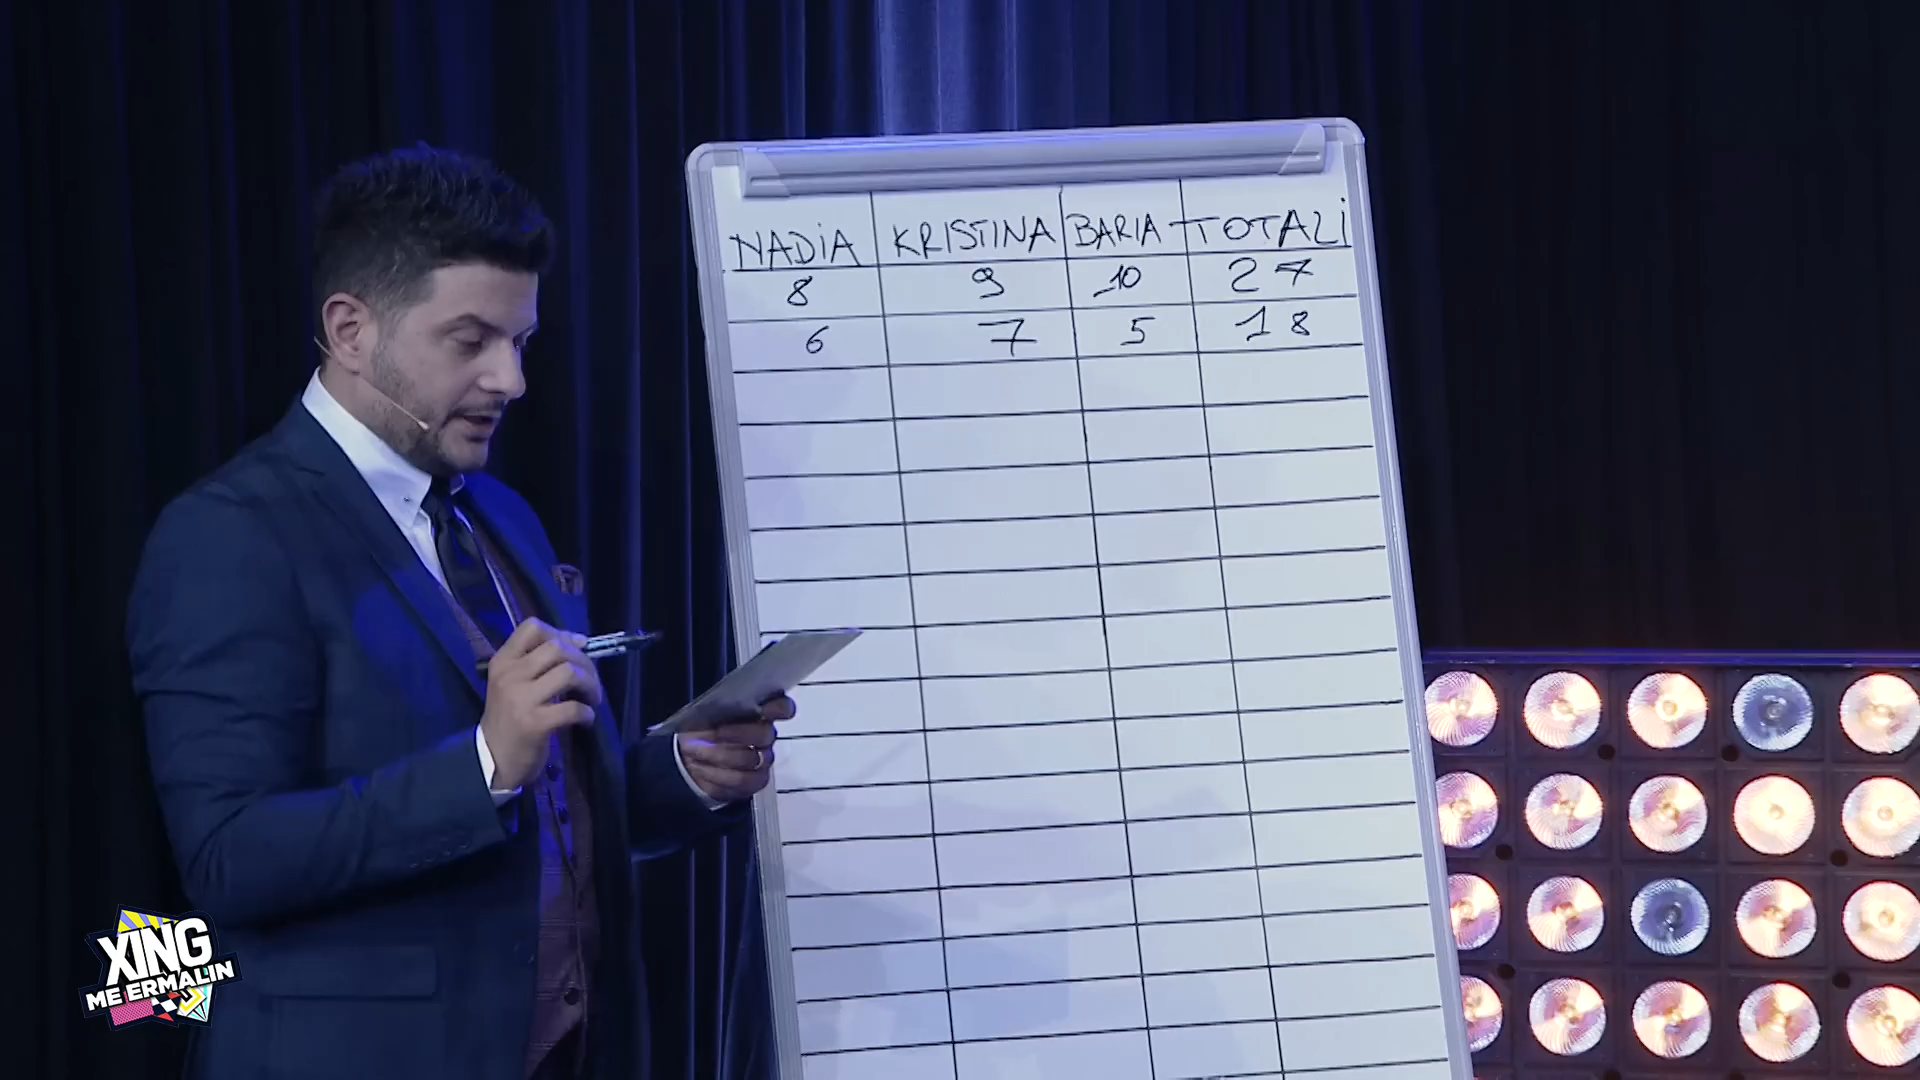 NADiA KRISTINA BARIA TOTALi
8 9 10 27
6 7 5 18
XING
ME ERMALIN